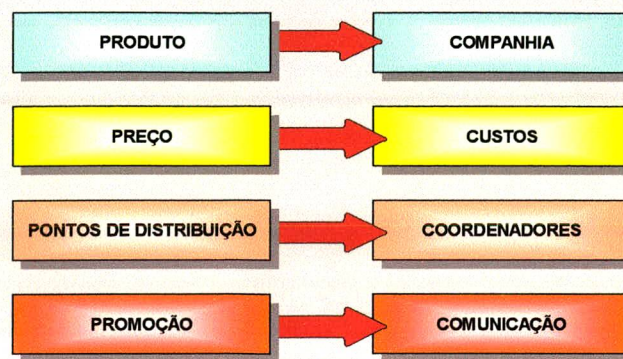 PRODUTO
COMPANHIA
PREÇO
CUSTOS
PONTOS DE DISTRIBUIÇÃO
COORDENADORES
PROMOÇÃO
COMUNICAÇÃO